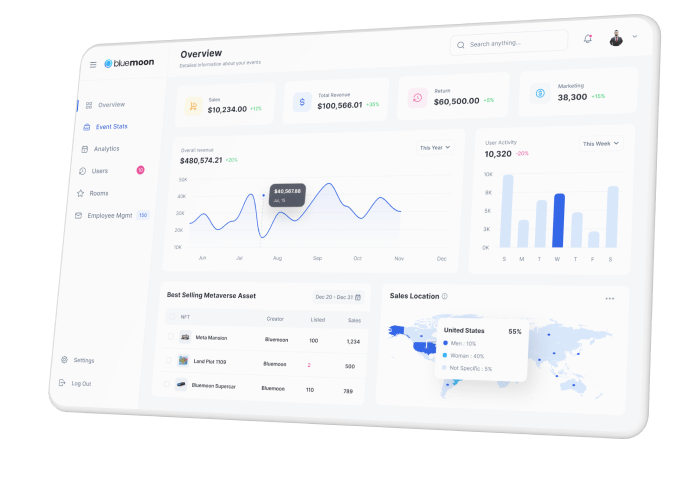 bluemoon
Overview
Detailed information about your events
Search anything...
Overview
Event Stats
Analytics
Users
Rooms
Employee Mgmt
Settings
Log Out
Sales
$10,234.00 +12%
Total Revenue
$100,566.01 +35%
Return
$60,500.00 +5%
Marketing
38,300 +15%
Overall revenue
$480,574.21 +20%
This Year
50K
40K
30K
20K
10K
$40,567.66
Jul, 15
Jun Jul Aug Sep Oct Nov Dec
User Activity
10,320 -20%
This Week
10K
8K
5K
3K
0K
S M T W T F S
Best Selling Metaverse Asset
Dec 20 - Dec 31
NFT Creator Listed Sales
Meta Mansion Bluemoon 100 1,234
Land Plot 1109 Bluemoon 2 500
Bluemoon Supercar Bluemoon 110 789
Sales Location
United States 55%
Men : 10%
Woman : 40%
Not Specific : 5%